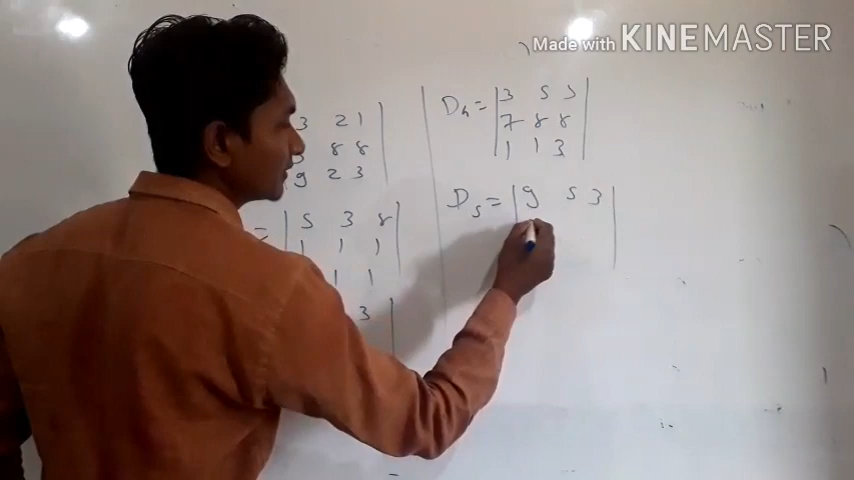 Made with KINEMASTER
3 2 1
8 8
9 2 3
= | 5 3 8 |
1 1 1
1 1
3
D₄ = | 3 5 5 |
7 8 8
1 1 3
D₅ = | 9 5 3 |